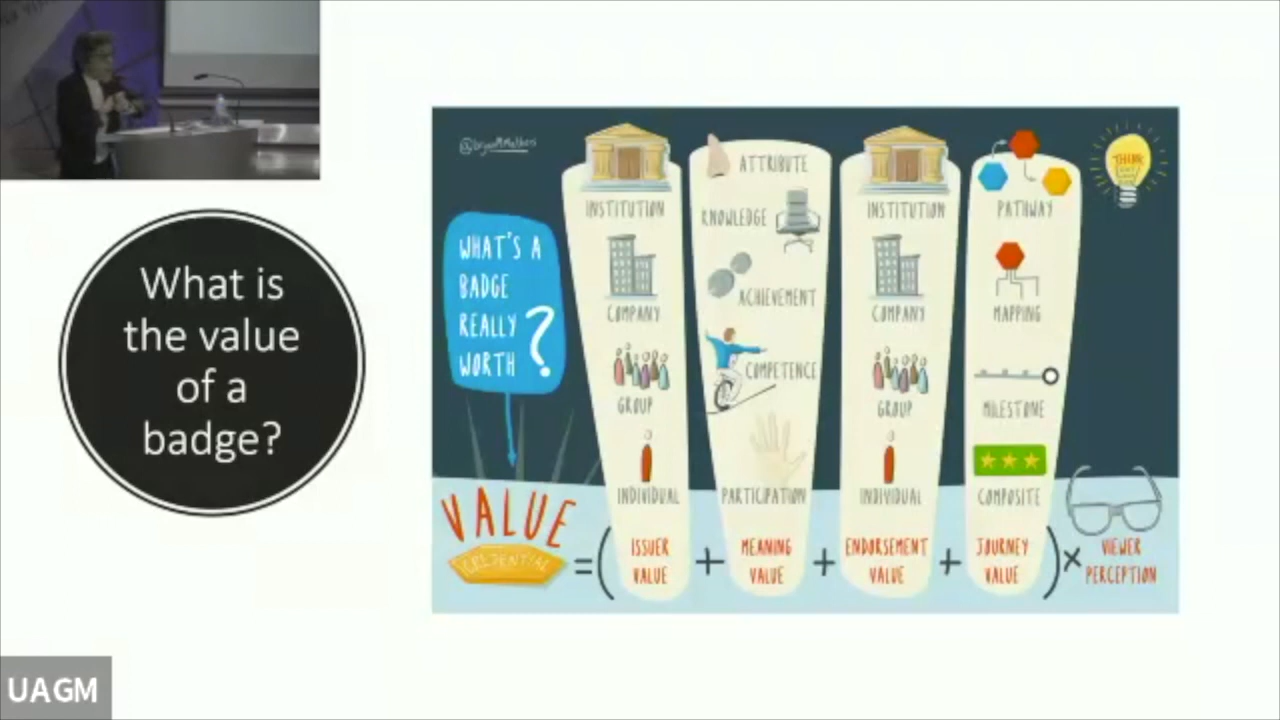 What is
the value
of a
badge?
@bryanMMathers
WHAT'S A
BADGE
REALLY
WORTH ?
INSTITUTION
COMPANY
GROUP
INDIVIDUAL
ATTRIBUTE
KNOWLEDGE
ACHIEVEMENT
COMPETENCE
PARTICIPATION
INSTITUTION
COMPANY
GROUP
INDIVIDUAL
PATHWAY
MAPPING
MILESTONE
COMPOSITE
THINK
VALUE
CREDENTIAL
= (
ISSUER
VALUE
+
MEANING
VALUE
+
ENDORSEMENT
VALUE
+
JOURNEY
VALUE
) ×
VIEWER
PERCEPTION
UAGM